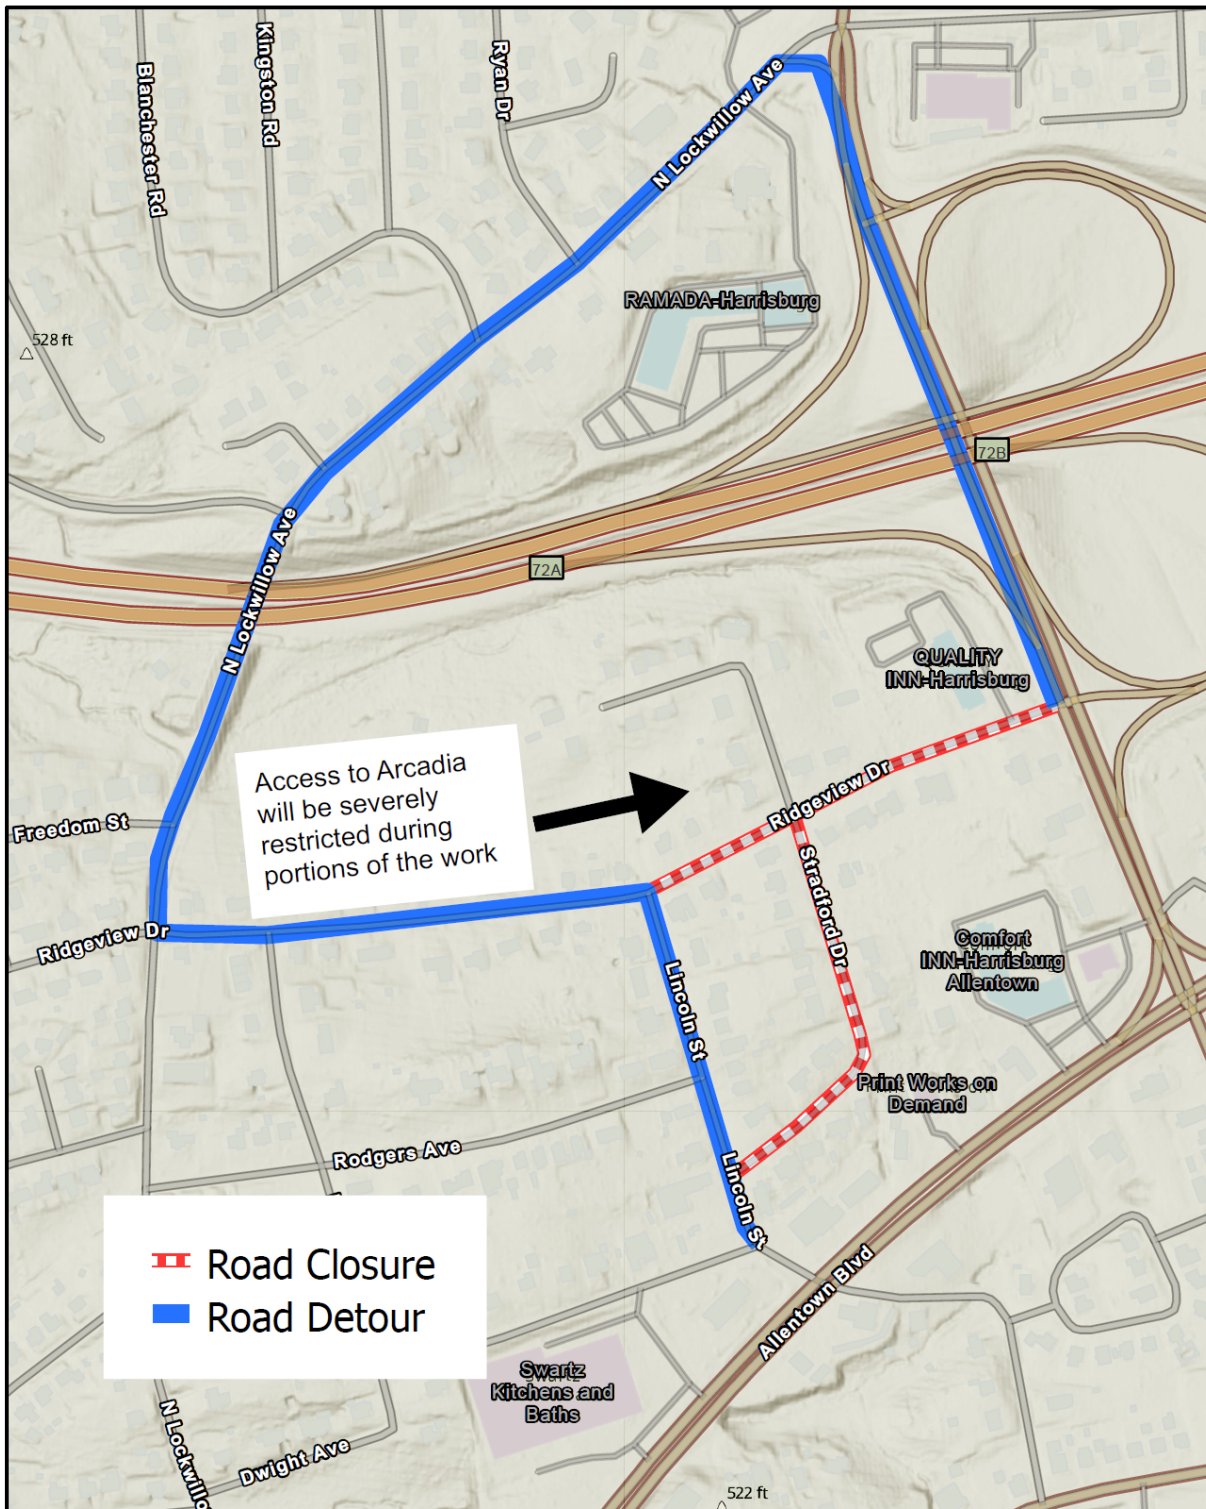 Blanchester Rd
Kingston Rd
Ryan Dr
N Lockwillow Ave
RAMADA-Harrisburg
528 ft
72B
N Lockwillow Ave
72A
QUALITY
INN-Harrisburg
Access to Arcadia
will be severely
restricted during
portions of the work
Ridgeview Dr
Freedom St
Stradford Dr
Ridgeview Dr
Lincoln St
Comfort
INN-Harrisburg
Allentown
Print Works on
Demand
Rodgers Ave
Lincoln St
Road Closure
Road Detour
Allentown Blvd
Swartz
Kitchens and
Baths
N Lockwillo
Dwight Ave
522 ft